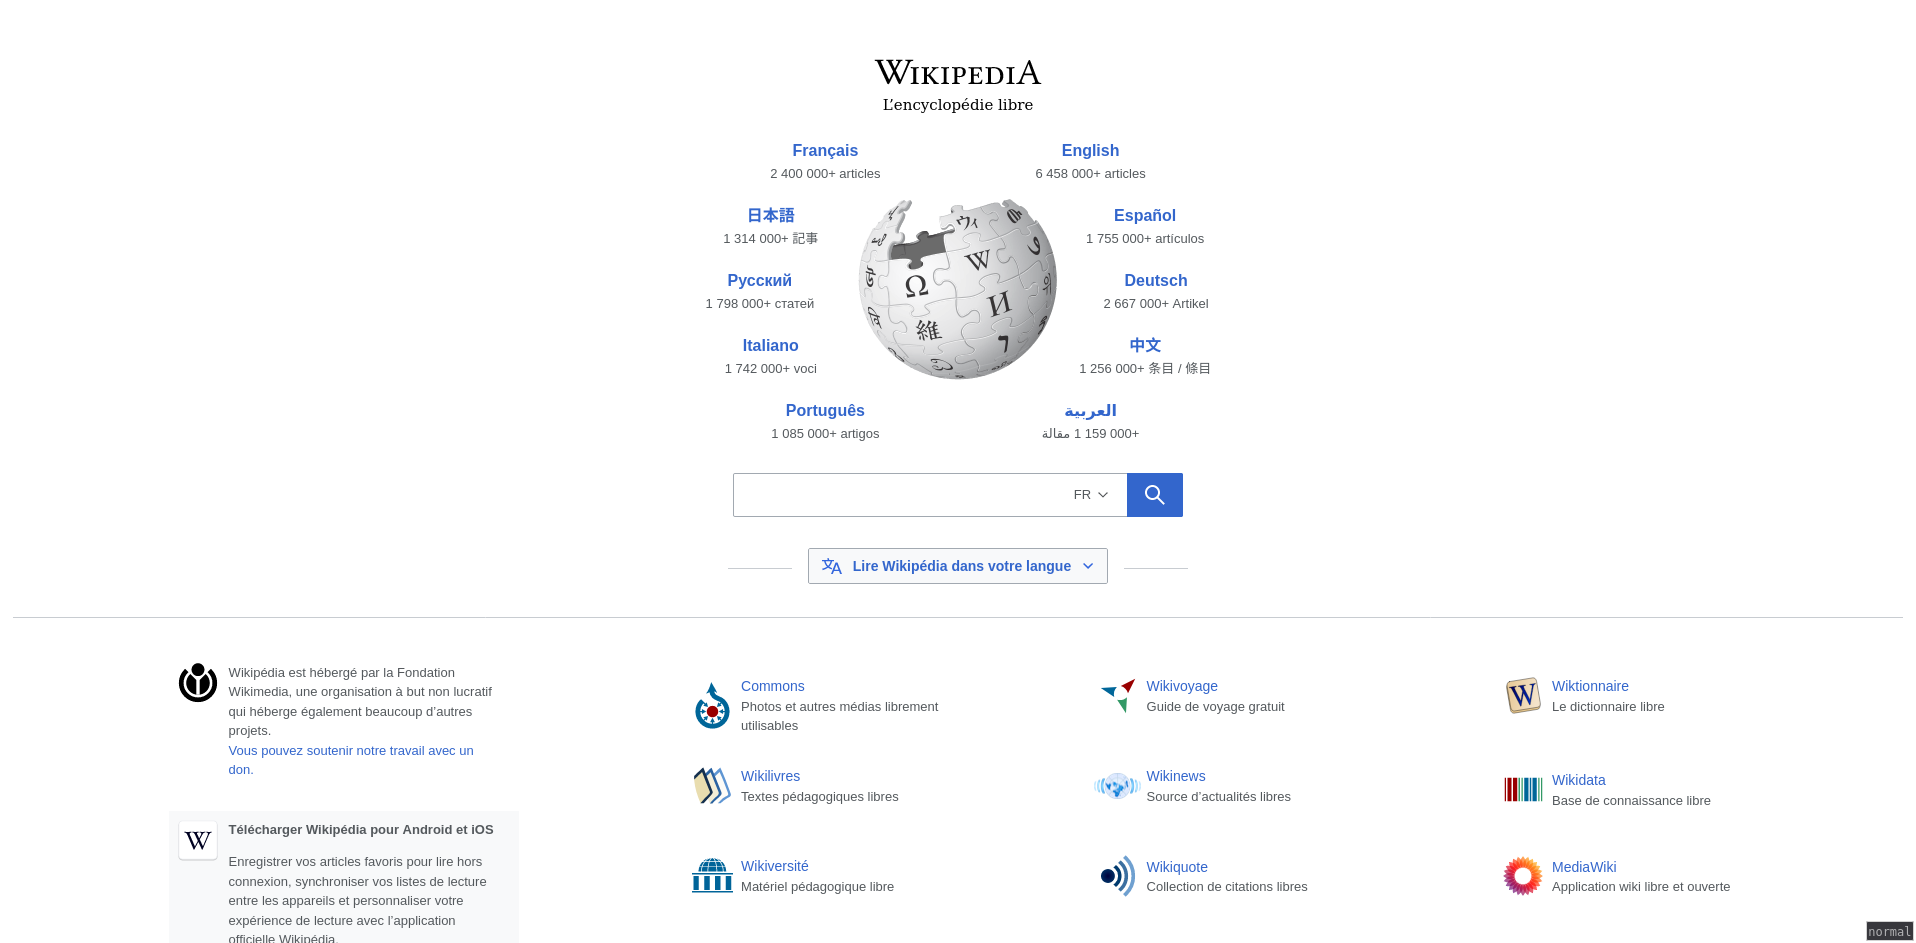 WIKIPEDIA
L’encyclopédie libre
Français
2 400 000+ articles
English
6 458 000+ articles
日本語
1 314 000+ 記事
Español
1 755 000+ artículos
Русский
1 798 000+ статей
Deutsch
2 667 000+ Artikel
Italiano
1 742 000+ voci
中文
1 256 000+ 条目 / 條目
Português
1 085 000+ artigos
العربية
1 159 000+ مقالة
Ω
W
И
維
ウィ
FR
Lire Wikipédia dans votre langue
Wikipédia est hébergé par la Fondation
Wikimedia, une organisation à but non lucratif
qui héberge également beaucoup d’autres
projets.
Vous pouvez soutenir notre travail avec un
don.
W
Télécharger Wikipédia pour Android et iOS
Enregistrer vos articles favoris pour lire hors
connexion, synchroniser vos listes de lecture
entre les appareils et personnaliser votre
expérience de lecture avec l’application
officielle Wikipédia.
Commons
Photos et autres médias librement
utilisables
Wikivoyage
Guide de voyage gratuit
W
Wiktionnaire
Le dictionnaire libre
Wikilivres
Textes pédagogiques libres
Wikinews
Source d’actualités libres
Wikidata
Base de connaissance libre
Wikiversité
Matériel pédagogique libre
Wikiquote
Collection de citations libres
MediaWiki
Application wiki libre et ouverte
normal